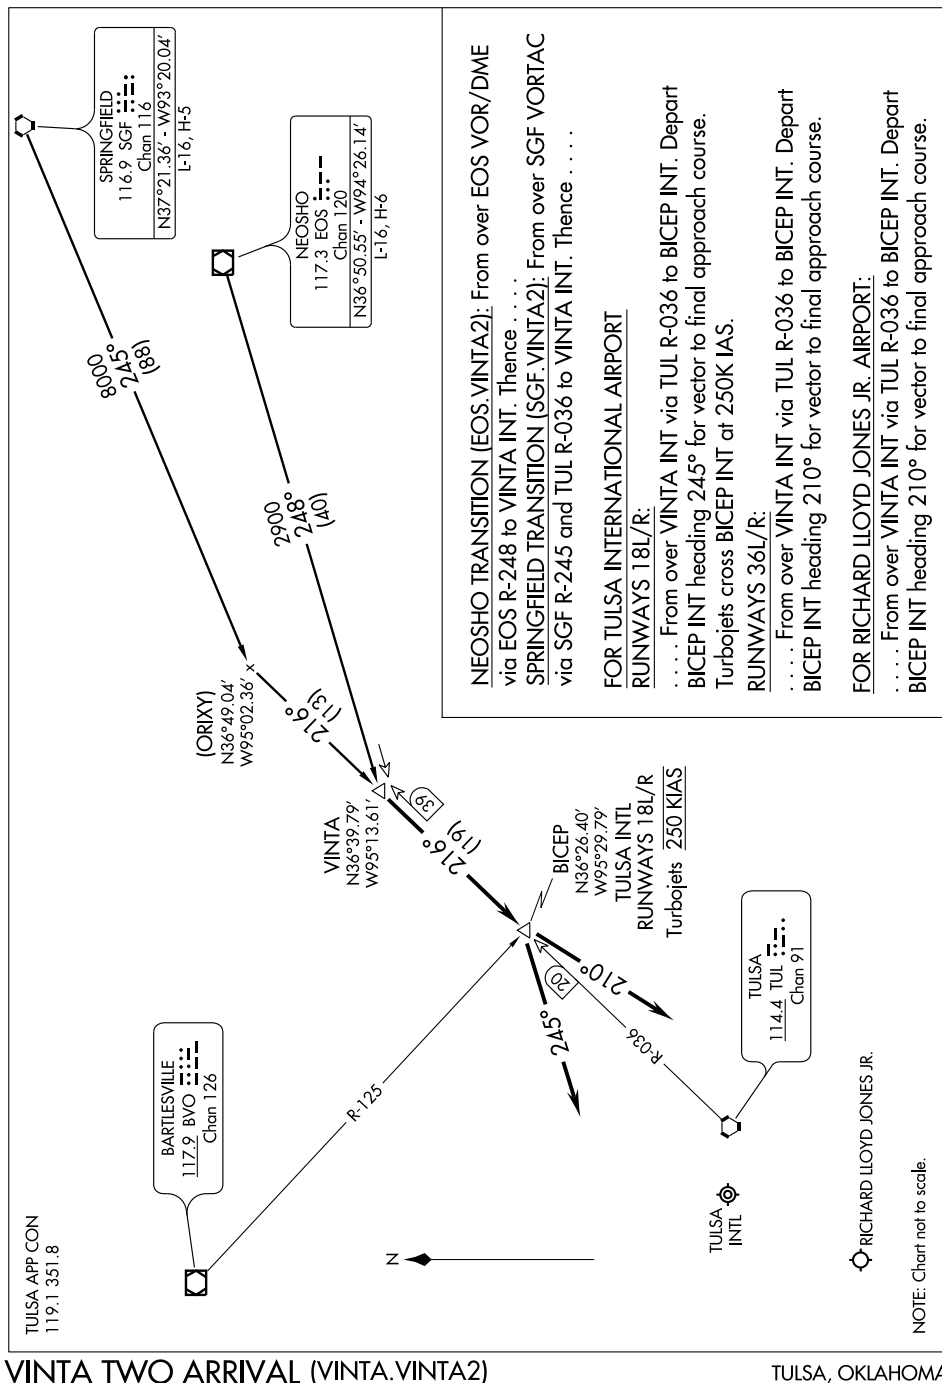 TULSA APP CON
119.1 351.8
SPRINGFIELD
116.9 SGF
Chan 116
N37°21.36′ - W93°20.04′
L-16, H-5
NEOSHO
117.3 EOS
Chan 120
N36°50.55′ - W94°26.14′
L-16, H-6
8000
245°
(88)
2900
248°
(40)
(ORIXY)
N36°49.04′
W95°02.36′
216°
(13)
VINTA
N36°39.79′
W95°13.61′
39
216°
(19)
BICEP
N36°26.40′
W95°29.79′
TULSA INTL
RUNWAYS 18L/R
Turbojets 250 KIAS
BARTLESVILLE
117.9 BVO
Chan 126
R-125
245°
20
210°
R-036
TULSA
114.4 TUL
Chan 91
N
TULSA
INTL
RICHARD LLOYD JONES JR.
NOTE: Chart not to scale.
NEOSHO TRANSITION (EOS.VINTA2): From over EOS VOR/DME
via EOS R-248 to VINTA INT. Thence . . . .
SPRINGFIELD TRANSITION (SGF.VINTA2): From over SGF VORTAC
via SGF R-245 and TUL R-036 to VINTA INT. Thence . . . .
FOR TULSA INTERNATIONAL AIRPORT
RUNWAYS 18L/R:
. . . . From over VINTA INT via TUL R-036 to BICEP INT. Depart
BICEP INT heading 245° for vector to final approach course.
Turbojets cross BICEP INT at 250K IAS.
RUNWAYS 36L/R:
. . . . From over VINTA INT via TUL R-036 to BICEP INT. Depart
BICEP INT heading 210° for vector to final approach course.
FOR RICHARD LLOYD JONES JR. AIRPORT:
. . . . From over VINTA INT via TUL R-036 to BICEP INT. Depart
BICEP INT heading 210° for vector to final approach course.
VINTA TWO ARRIVAL (VINTA.VINTA2)
TULSA, OKLAHOMA